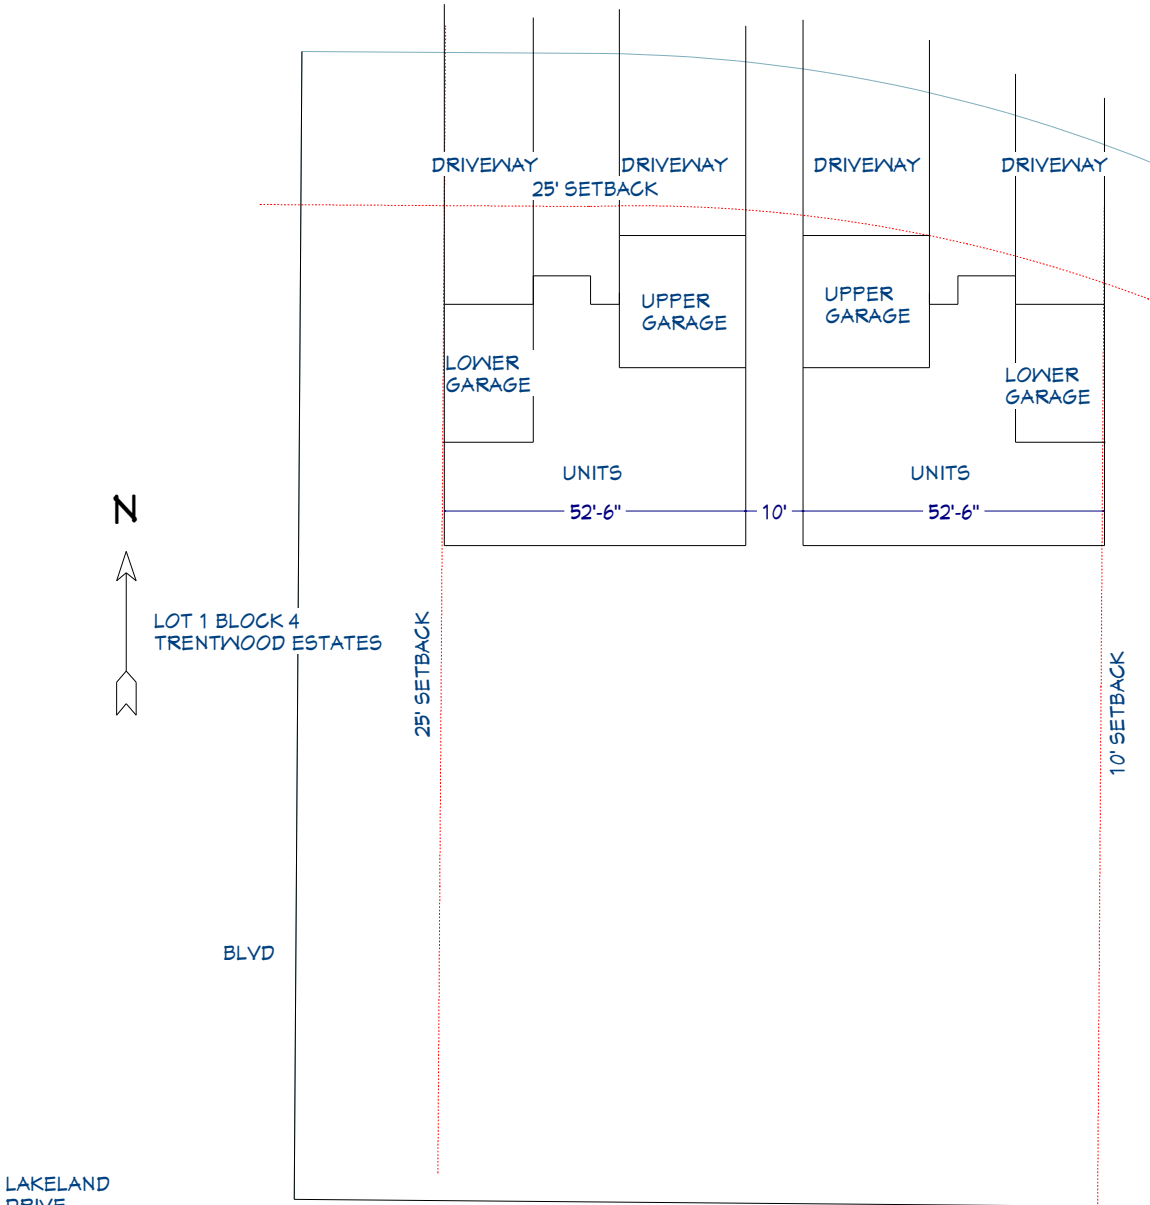 DRIVEWAY
DRIVEWAY
DRIVEWAY
DRIVEWAY
25' SETBACK
UPPER
GARAGE
UPPER
GARAGE
LOWER
GARAGE
LOWER
GARAGE
UNITS
UNITS
52'-6"
10'
52'-6"
N
LOT 1 BLOCK 4
TRENTWOOD ESTATES
25' SETBACK
10' SETBACK
BLVD
LAKELAND
DRIVE